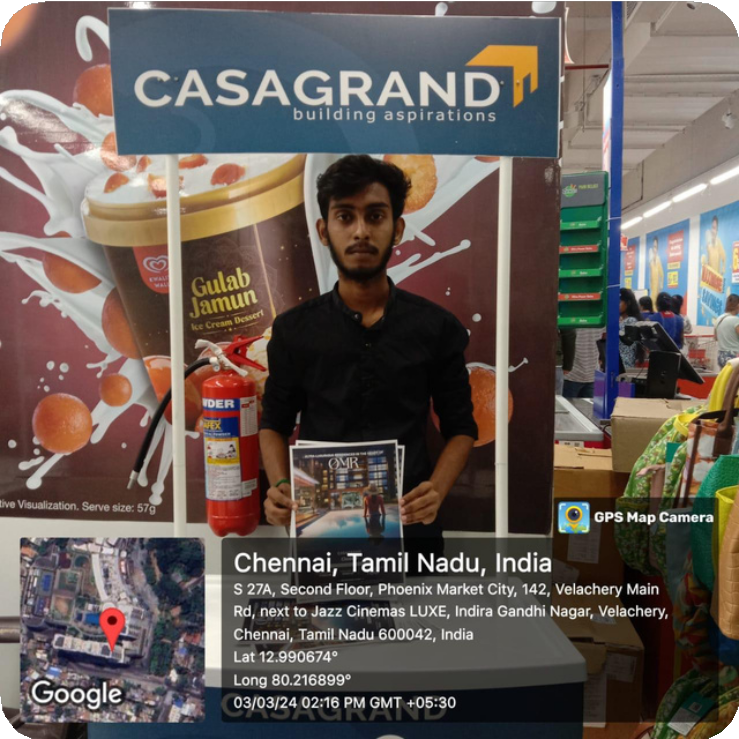 CASAGRAND
building aspirations
Gulab
Jamun
Ice Cream Dessert
WDER
APEX
OMR
tive Visualization. Serve size: 57g
GPS Map Camera
Chennai, Tamil Nadu, India
S 27A, Second Floor, Phoenix Market City, 142, Velachery Main
Rd, next to Jazz Cinemas LUXE, Indira Gandhi Nagar, Velachery,
Chennai, Tamil Nadu 600042, India
Lat 12.990674°
Long 80.216899°
03/03/24 02:16 PM GMT +05:30
Google
CASAGRAND